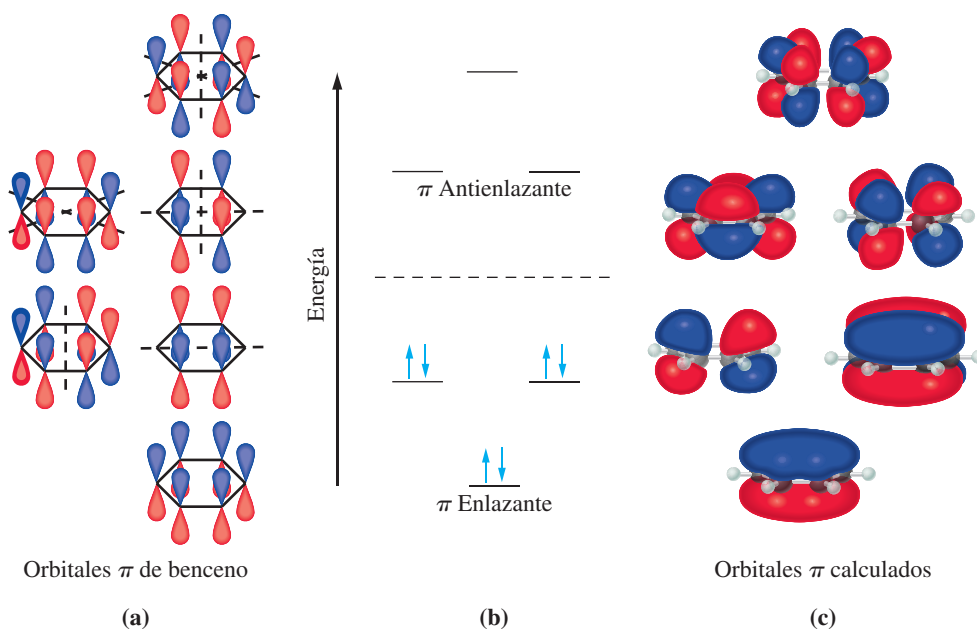 Energía
π Antienlazante
π Enlazante
Orbitales π de benceno
Orbitales π calculados
(a)
(b)
(c)